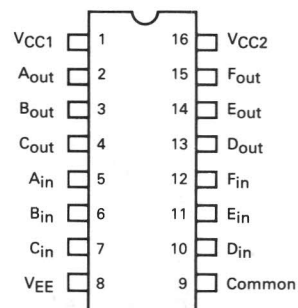 VCC1 1 16 VCC2
Aout 2 15 Fout
Bout 3 14 Eout
Cout 4 13 Dout
Ain 5 12 Fin
Bin 6 11 Ein
Cin 7 10 Din
VEE 8 9 Common